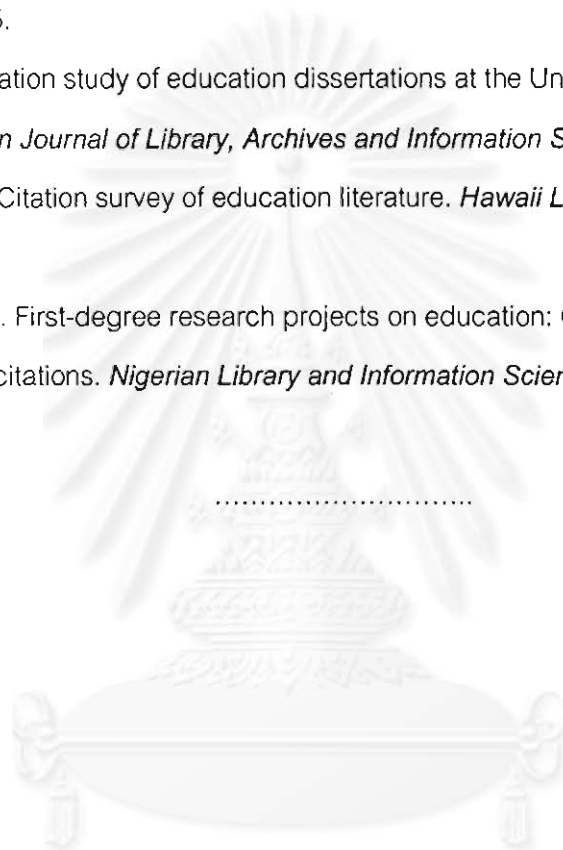 5.
ation study of education dissertations at the Un
n Journal of Library, Archives and Information S
Citation survey of education literature. Hawaii L
. First-degree research projects on education:
citations. Nigerian Library and Information Scien
..............................